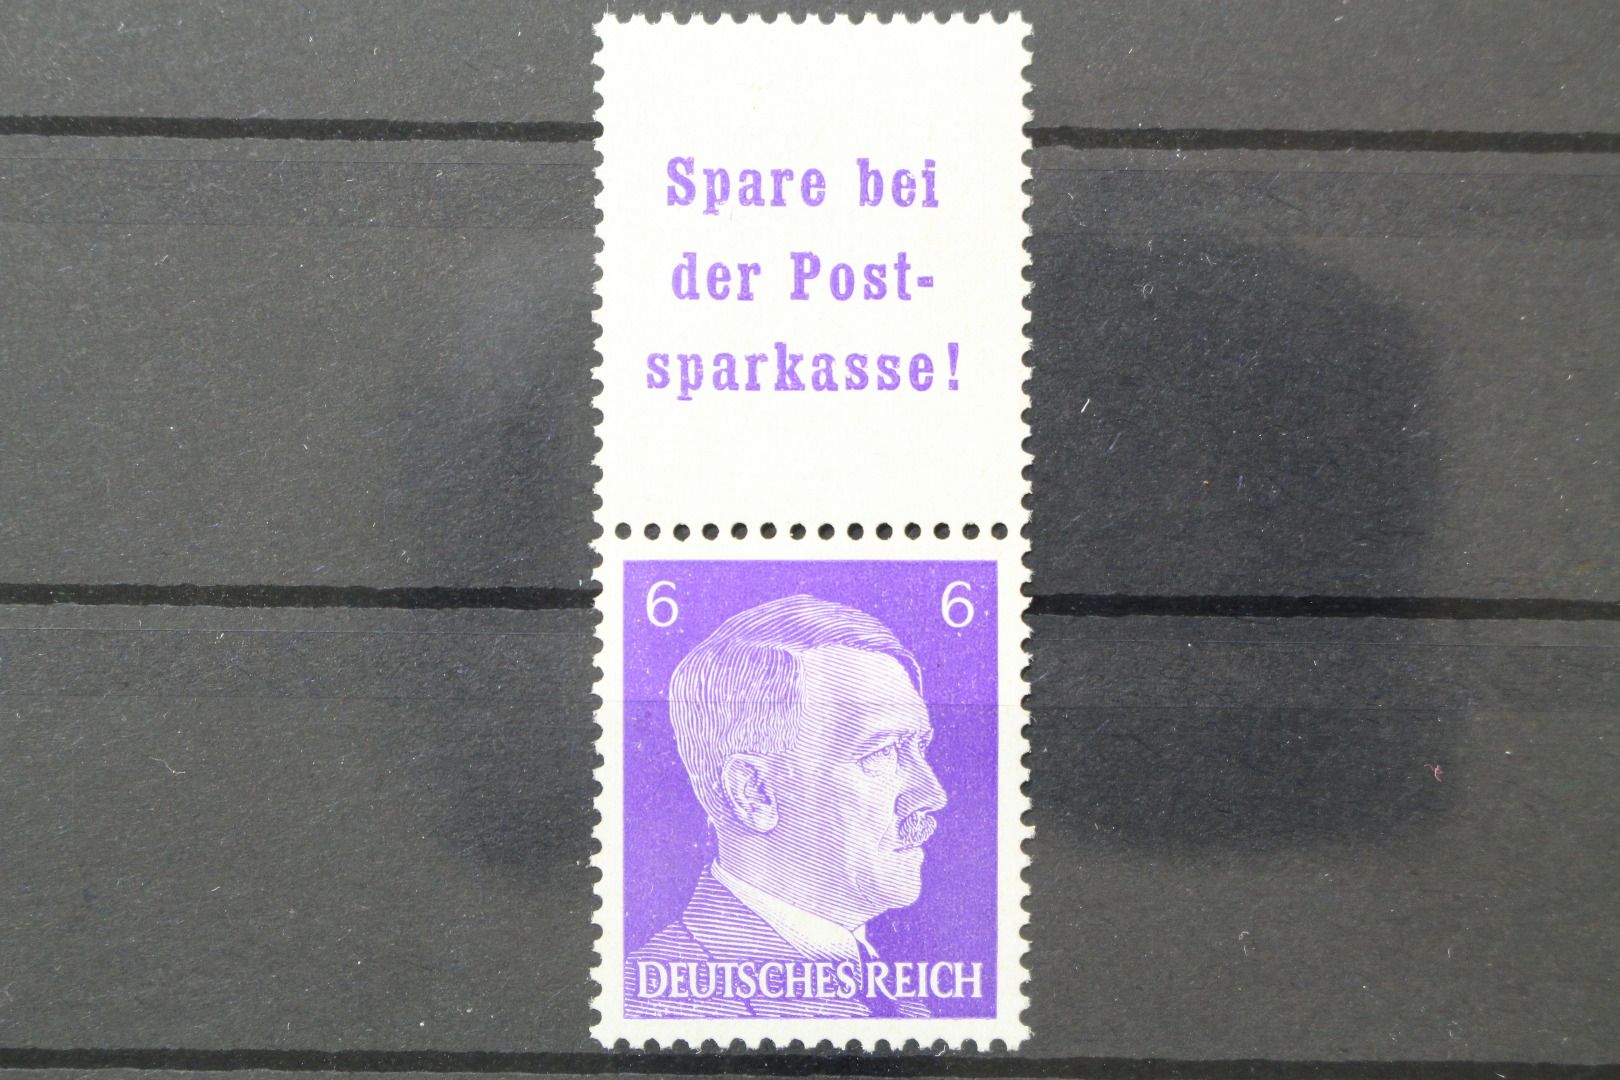 Spare bei
der Post-
sparkasse!
6 6
DEUTSCHES REICH